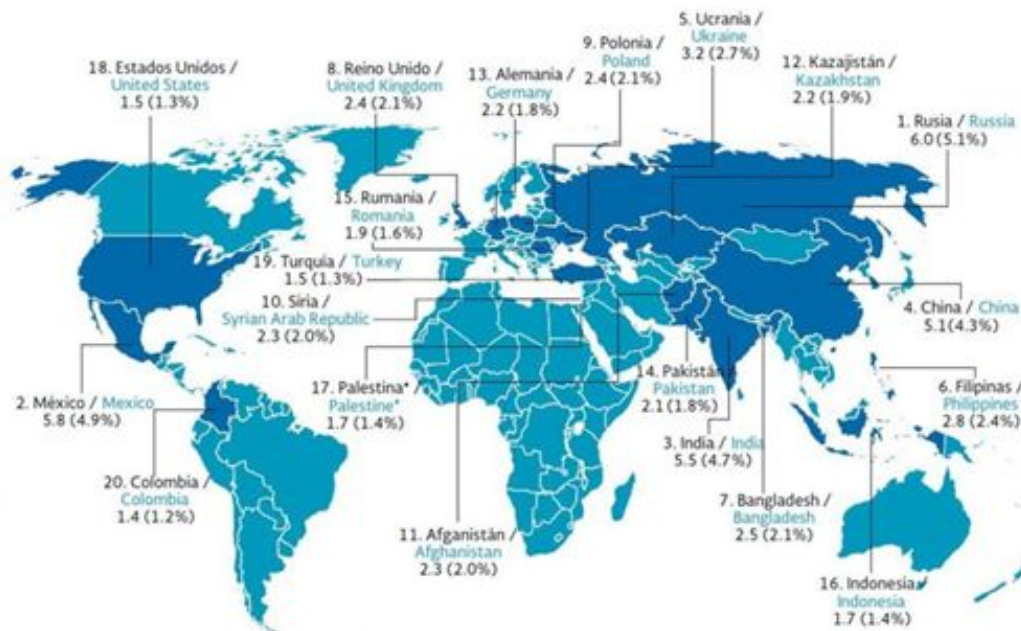 5. Ucrania /
Ukraine
3.2 (2.7%)
9. Polonia /
Poland
2.4 (2.1%)
12. Kazajistán /
Kazakhstan
2.2 (1.9%)
18. Estados Unidos /
United States
1.5 (1.3%)
8. Reino Unido /
United Kingdom
2.4 (2.1%)
13. Alemania /
Germany
2.2 (1.8%)
1. Rusia / Russia
6.0 (5.1%)
15. Rumania /
Romania
1.9 (1.6%)
19. Turquía / Turkey
1.5 (1.3%)
10. Siria /
Syrian Arab Republic
2.3 (2.0%)
4. China / China
5.1(4.3%)
17. Palestina* /
Palestine*
1.7 (1.4%)
14. Pakistán /
Pakistan
2.1 (1.8%)
6. Filipinas /
Philippines
2.8 (2.4%)
2. México / Mexico
5.8 (4.9%)
3. India / India
5.5 (4.7%)
20. Colombia /
Colombia
1.4 (1.2%)
7. Bangladesh /
Bangladesh
2.5 (2.1%)
11. Afganistán /
Afghanistan
2.3 (2.0%)
16. Indonesia /
Indonesia
1.7 (1.4%)